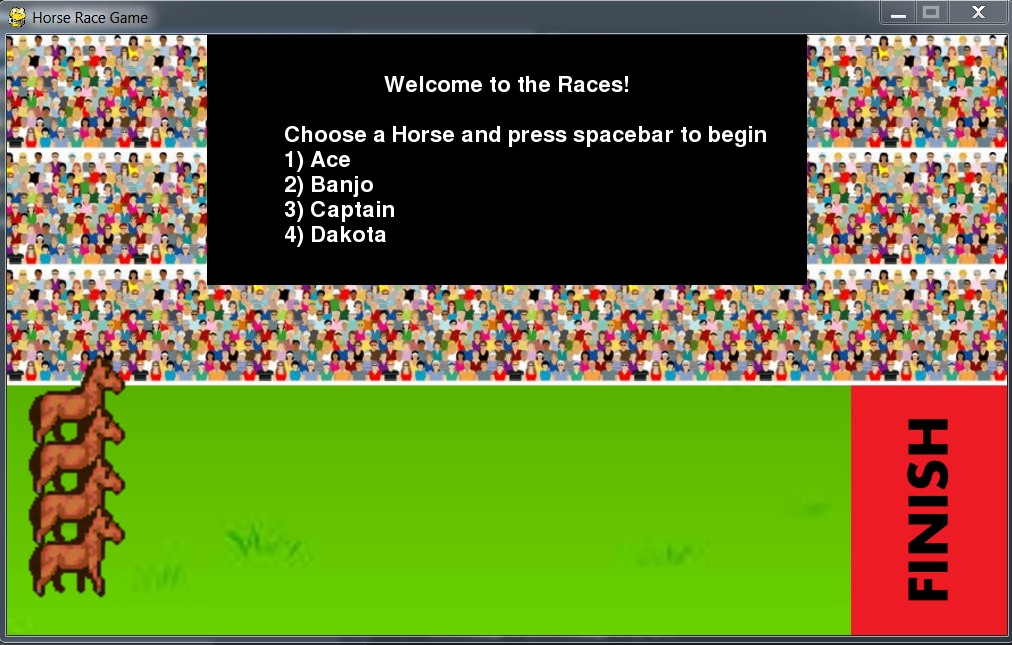 Horse Race Game
Welcome to the Races!
Choose a Horse and press spacebar to begin
1) Ace
2) Banjo
3) Captain
4) Dakota
FINISH